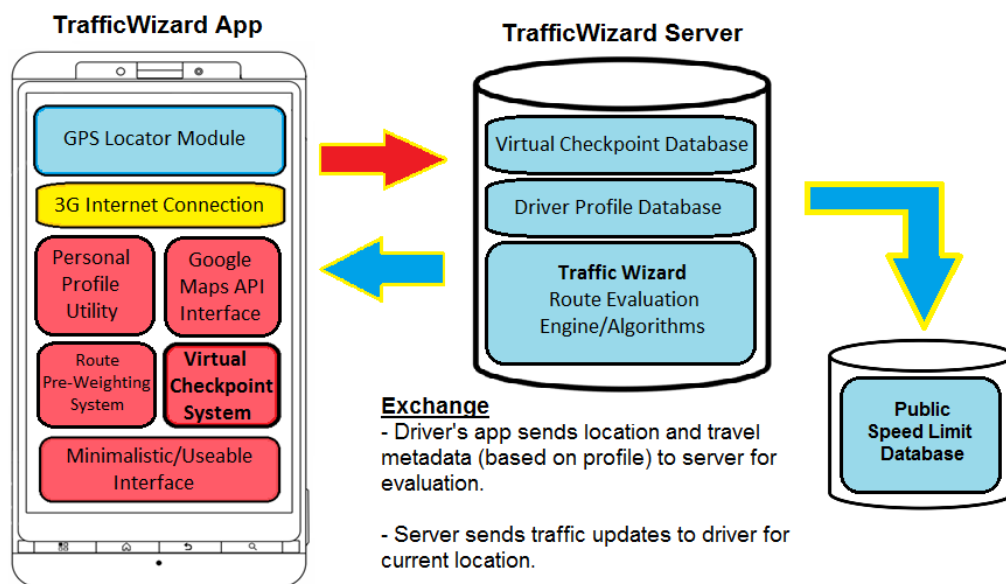 TrafficWizard App
GPS Locator Module
3G Internet Connection
Personal
Profile
Utility
Google
Maps API
Interface
Route
Pre-Weighting
System
Virtual
Checkpoint
System
Minimalistic/Useable
Interface
TrafficWizard Server
Virtual Checkpoint Database
Driver Profile Database
Traffic Wizard
Route Evaluation
Engine/Algorithms
Exchange
- Driver's app sends location and travel
metadata (based on profile) to server for
evaluation.
- Server sends traffic updates to driver for
current location.
Public
Speed Limit
Database